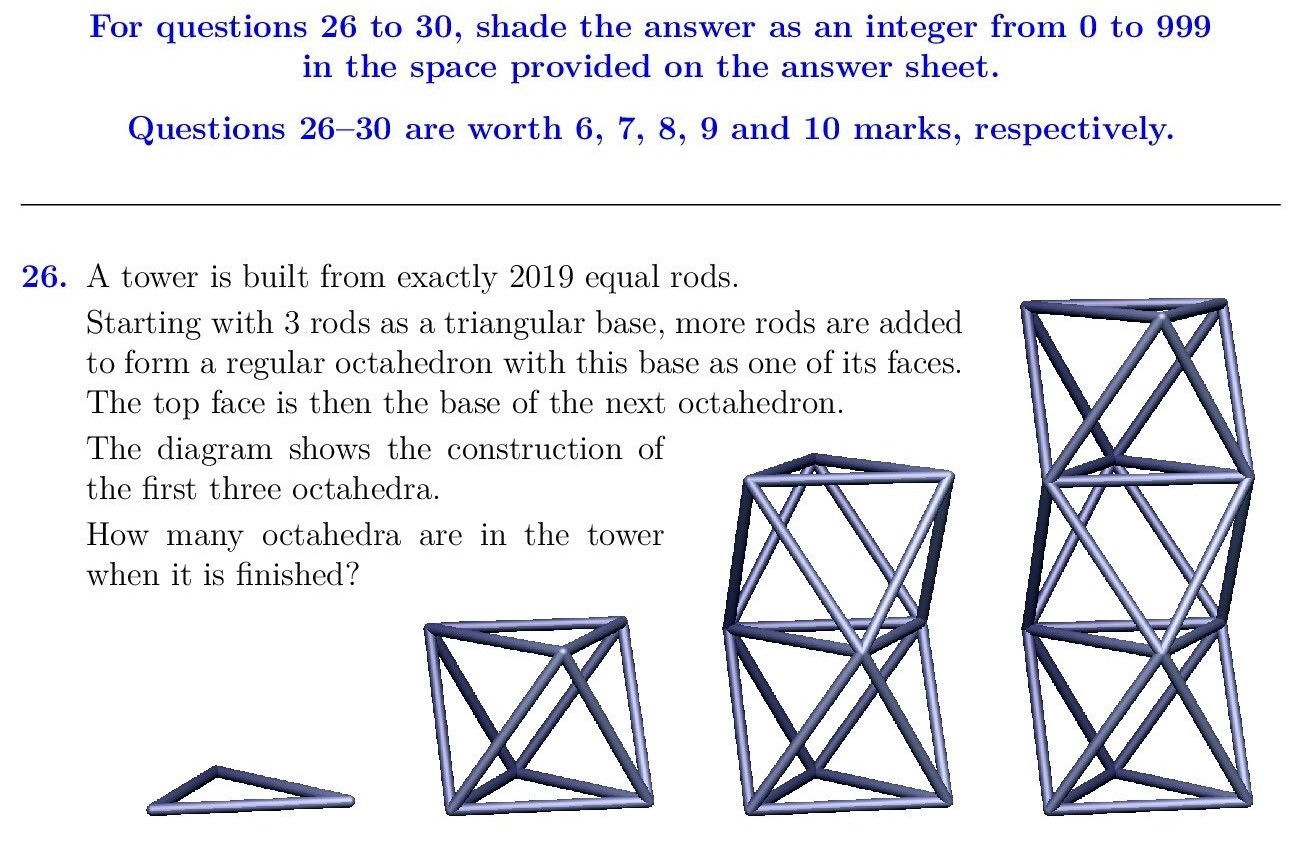 For questions 26 to 30, shade the answer as an integer from 0 to 999
in the space provided on the answer sheet.
Questions 26–30 are worth 6, 7, 8, 9 and 10 marks, respectively.
26. A tower is built from exactly 2019 equal rods.
Starting with 3 rods as a triangular base, more rods are added
to form a regular octahedron with this base as one of its faces.
The top face is then the base of the next octahedron.
The diagram shows the construction of
the first three octahedra.
How many octahedra are in the tower
when it is finished?